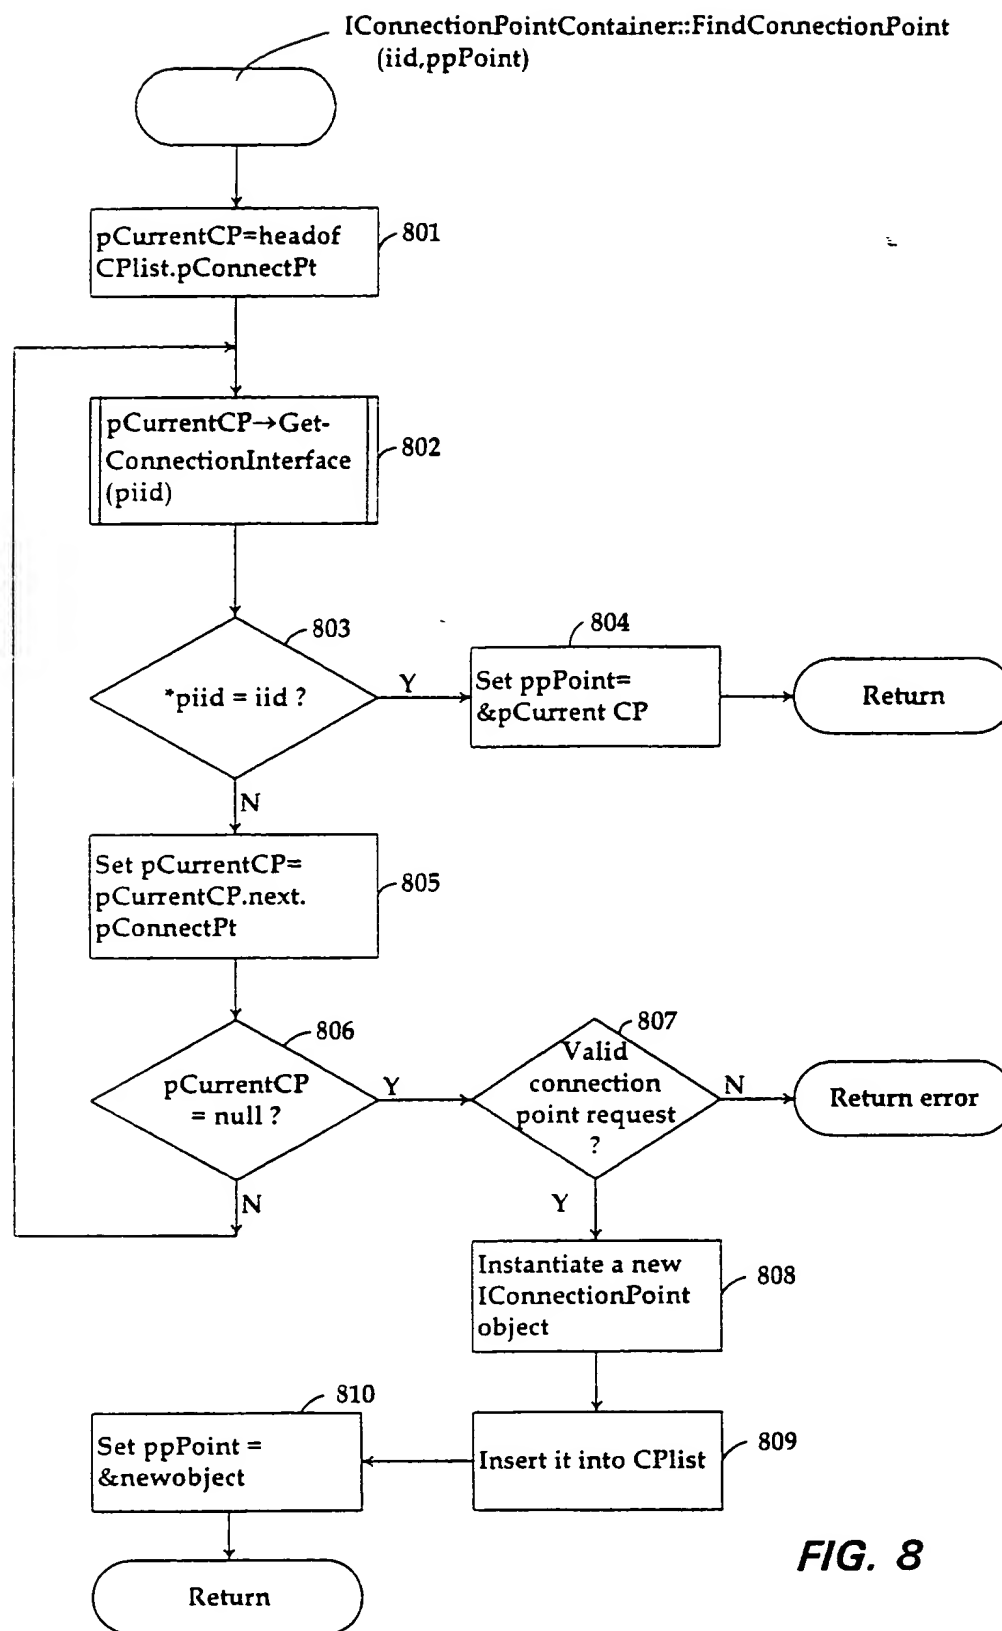 IConnectionPointContainer::FindConnectionPoint
(iid,ppPoint)
pCurrentCP=headof
CPlist.pConnectPt
801
pCurrentCP→Get-
ConnectionInterface
(piid)
802
*piid = iid ?
803
Y
N
Set ppPoint=
&pCurrent CP
804
Return
Set pCurrentCP=
pCurrentCP.next.
pConnectPt
805
pCurrentCP
= null ?
806
Y
N
Valid
connection
point request
?
807
N
Y
Return error
Instantiate a new
IConnectionPoint
object
808
Insert it into CPlist
809
Set ppPoint =
&newobject
810
Return
FIG. 8